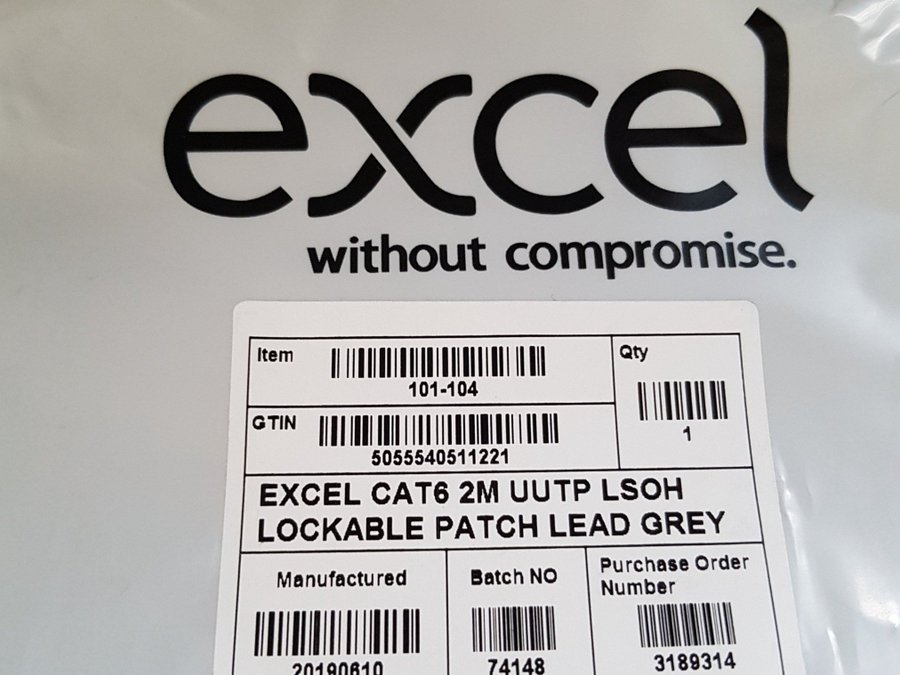 excel
without compromise.
Item
101-104
Qty
1
GTIN
5055540511221
EXCEL CAT6 2M UUTP LSOH
LOCKABLE PATCH LEAD GREY
Manufactured
20190610
Batch NO
74148
Purchase Order
Number
3189314